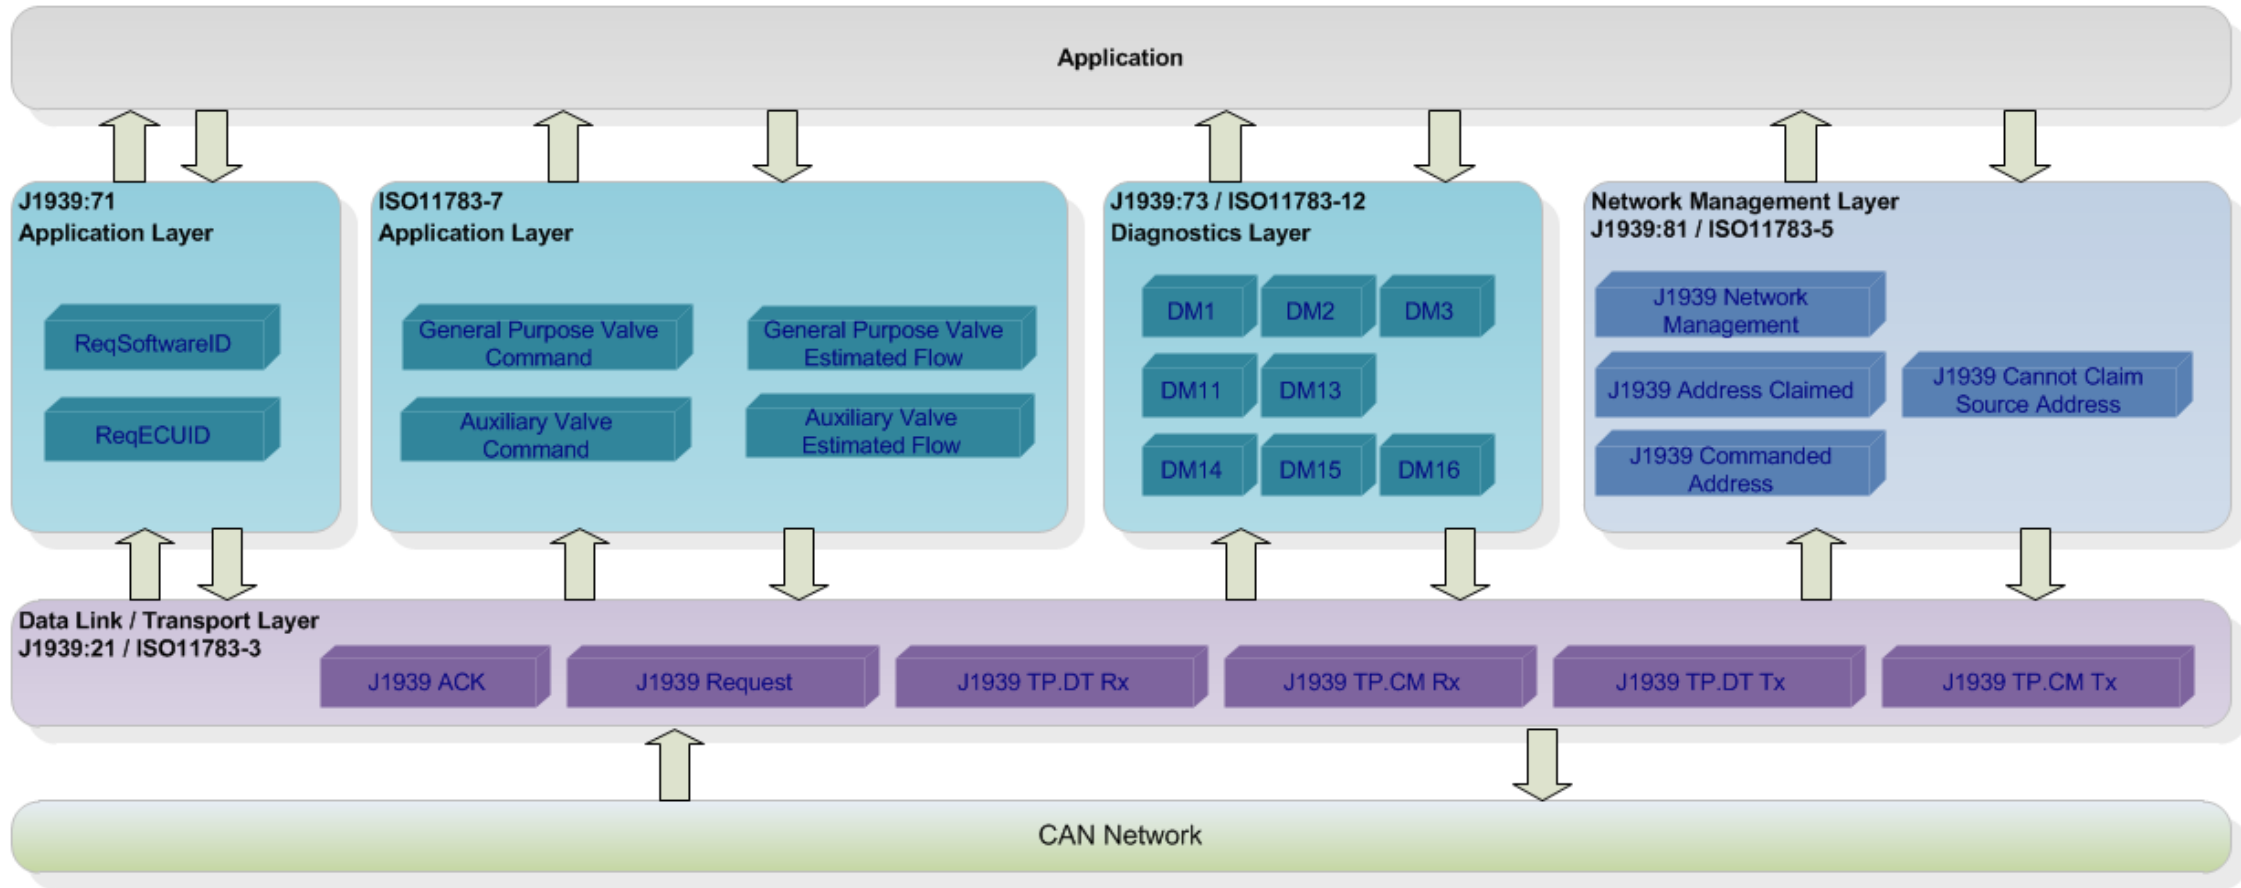 Application
J1939:71
Application Layer
ReqSoftwareID
ReqECUID
ISO11783-7
Application Layer
General Purpose Valve
Command
General Purpose Valve
Estimated Flow
Auxiliary Valve
Command
Auxiliary Valve
Estimated Flow
J1939:73 / ISO11783-12
Diagnostics Layer
DM1
DM2
DM3
DM11
DM13
DM14
DM15
DM16
Network Management Layer
J1939:81 / ISO11783-5
J1939 Network
Management
J1939 Address Claimed
J1939 Cannot Claim
Source Address
J1939 Commanded
Address
Data Link / Transport Layer
J1939:21 / ISO11783-3
J1939 ACK
J1939 Request
J1939 TP.DT Rx
J1939 TP.CM Rx
J1939 TP.DT Tx
J1939 TP.CM Tx
CAN Network